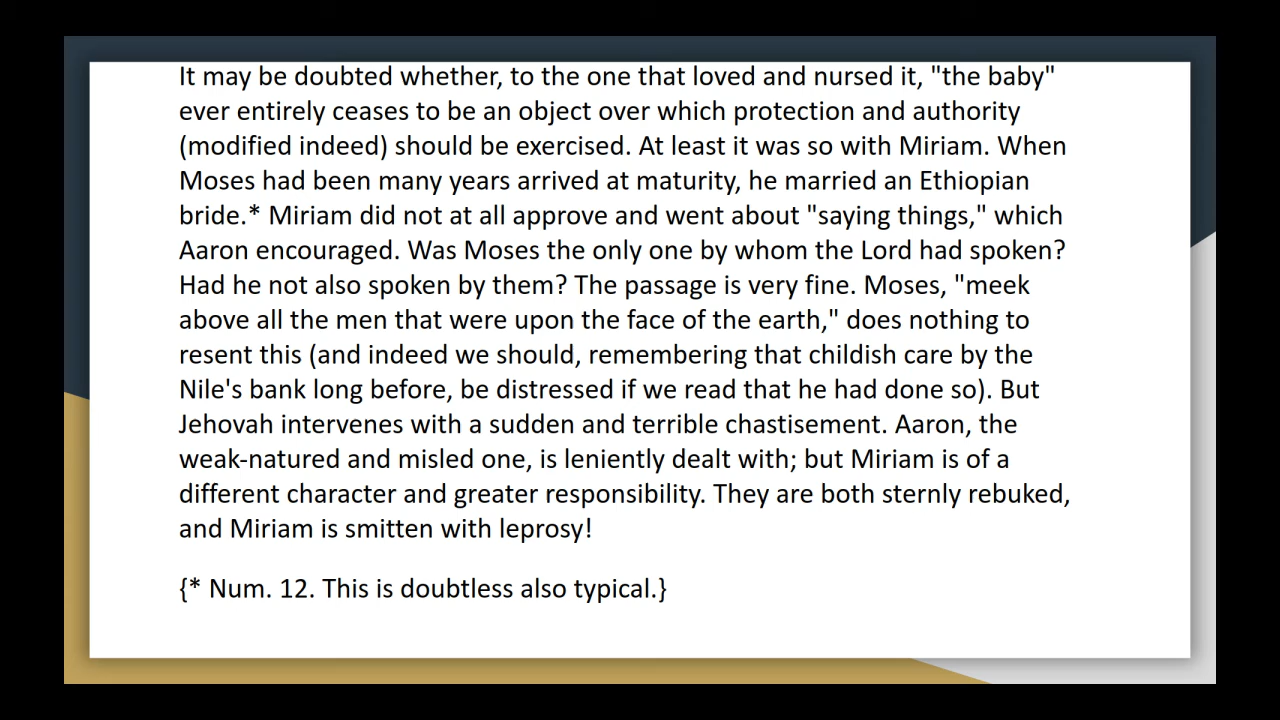 It may be doubted whether, to the one that loved and nursed it, "the baby"
ever entirely ceases to be an object over which protection and authority
(modified indeed) should be exercised. At least it was so with Miriam. When
Moses had been many years arrived at maturity, he married an Ethiopian
bride.* Miriam did not at all approve and went about "saying things," which
Aaron encouraged. Was Moses the only one by whom the Lord had spoken?
Had he not also spoken by them? The passage is very fine. Moses, "meek
above all the men that were upon the face of the earth," does nothing to
resent this (and indeed we should, remembering that childish care by the
Nile's bank long before, be distressed if we read that he had done so). But
Jehovah intervenes with a sudden and terrible chastisement. Aaron, the
weak-natured and misled one, is leniently dealt with; but Miriam is of a
different character and greater responsibility. They are both sternly rebuked,
and Miriam is smitten with leprosy!
{* Num. 12. This is doubtless also typical.}